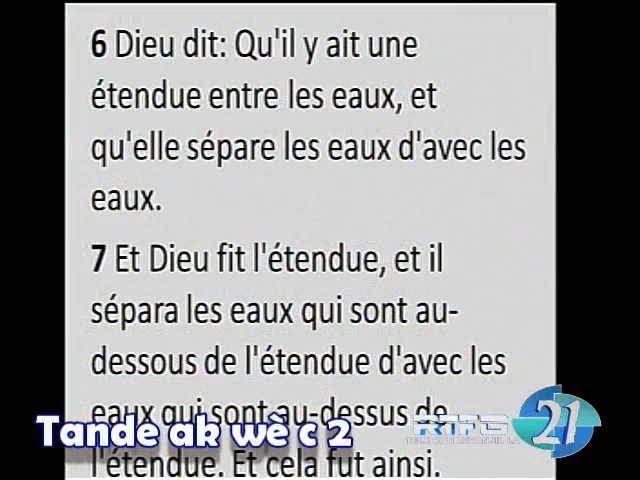 6 Dieu dit: Qu'il y ait une
étendue entre les eaux, et
qu'elle sépare les eaux d'avec les
eaux.
7 Et Dieu fit l'étendue, et il
sépara les eaux qui sont au-
dessous de l'étendue d'avec les
eaux qui sont au-dessus de
l'étendue. Et cela fut ainsi.
Tande ak wè c 2
21